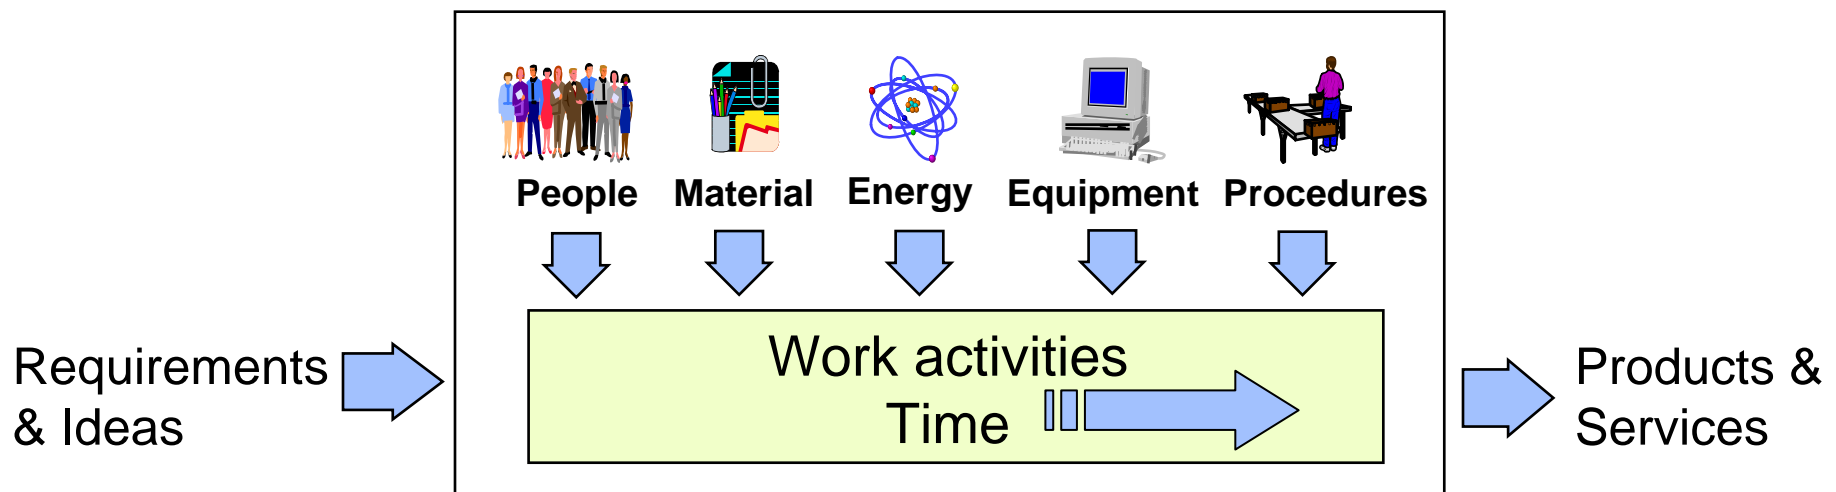 People Material Energy Equipment Procedures
Requirements
& Ideas
Work activities
Time
Products &
Services